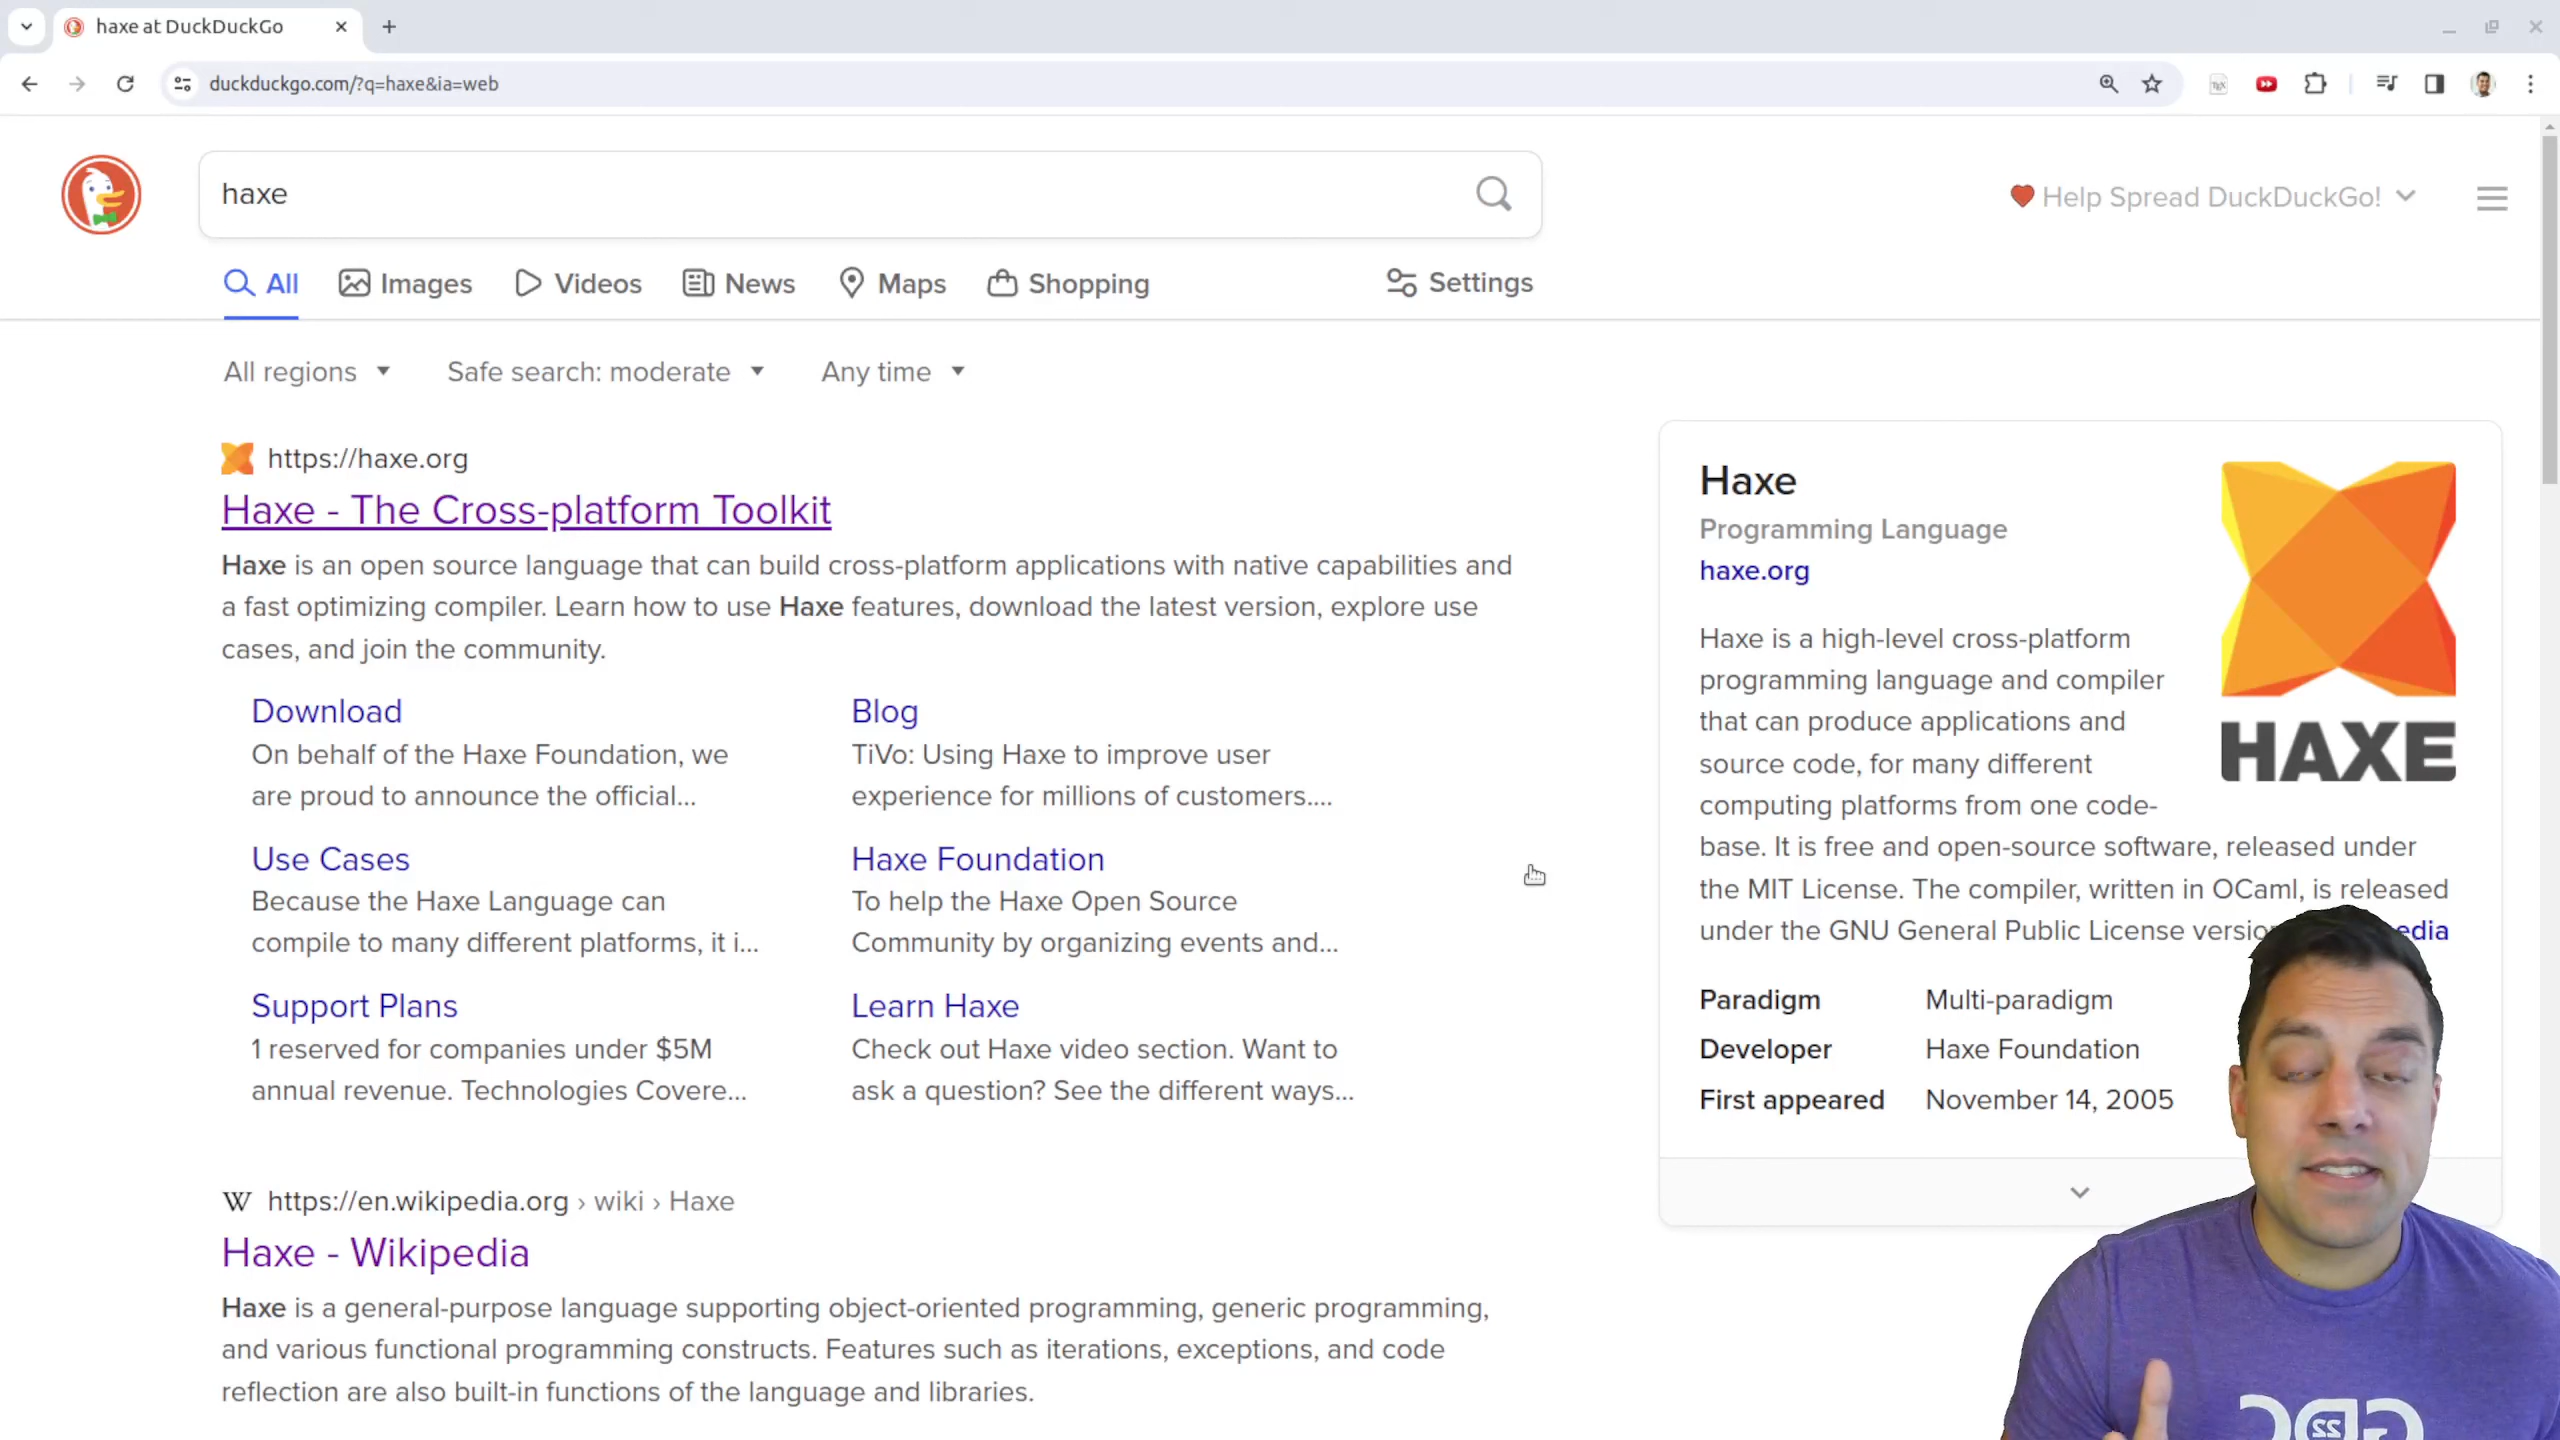 haxe at DuckDuckGo
duckduckgo.com/?q=haxe&ia=web
haxe
Help Spread DuckDuckGo!
All
Images
Videos
News
Maps
Shopping
Settings
All regions
Safe search: moderate
Any time
https://haxe.org
Haxe - The Cross-platform Toolkit
Haxe is an open source language that can build cross-platform applications with native capabilities and
a fast optimizing compiler. Learn how to use Haxe features, download the latest version, explore use
cases, and join the community.
Download
On behalf of the Haxe Foundation, we
are proud to announce the official...
Blog
TiVo: Using Haxe to improve user
experience for millions of customers....
Use Cases
Because the Haxe Language can
compile to many different platforms, it i...
Haxe Foundation
To help the Haxe Open Source
Community by organizing events and...
Support Plans
1 reserved for companies under $5M
annual revenue. Technologies Covere...
Learn Haxe
Check out Haxe video section. Want to
ask a question? See the different ways...
W https://en.wikipedia.org › wiki › Haxe
Haxe - Wikipedia
Haxe is a general-purpose language supporting object-oriented programming, generic programming,
and various functional programming constructs. Features such as iterations, exceptions, and code
reflection are also built-in functions of the language and libraries.
Haxe
Programming Language
haxe.org
HAXE
Haxe is a high-level cross-platform
programming language and compiler
that can produce applications and
source code, for many different
computing platforms from one code-
base. It is free and open-source software, released under
the MIT License. The compiler, written in OCaml, is released
under the GNU General Public License
Paradigm Multi-paradigm
Developer Haxe Foundation
First appeared November 14, 2005